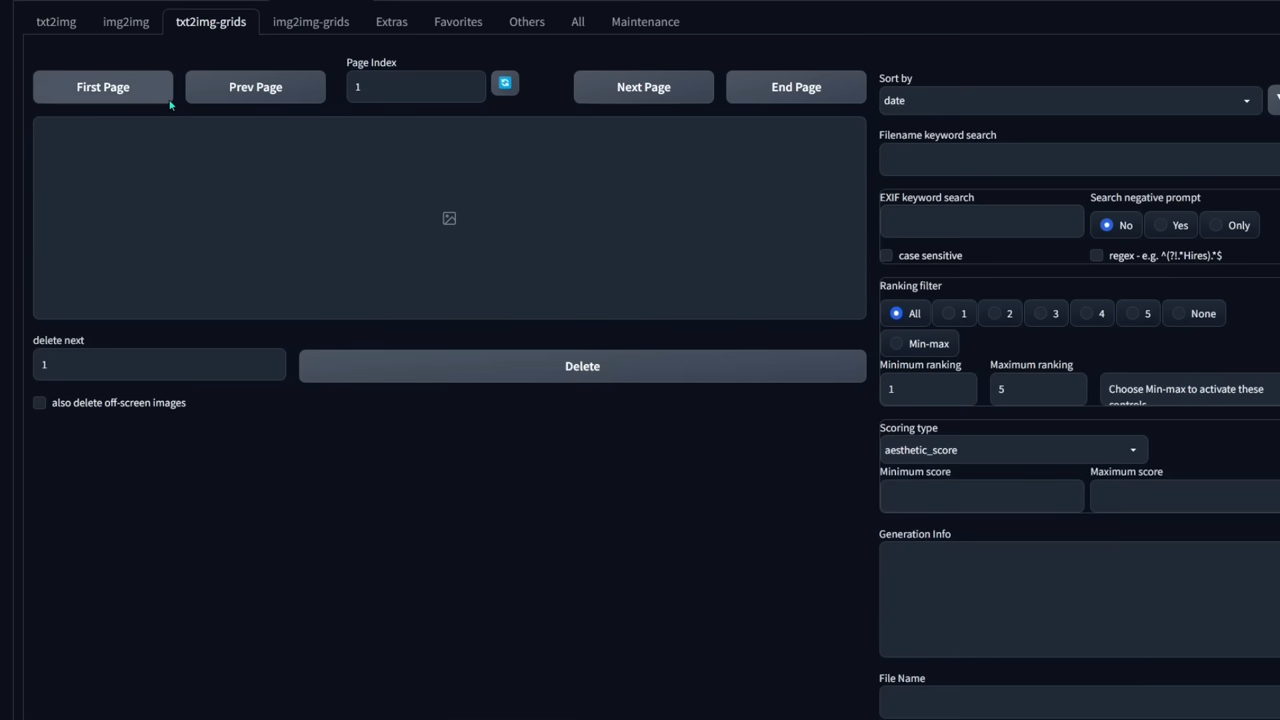 txt2img img2img txt2img-grids img2img-grids Extras Favorites Others All Maintenance
Page Index
First Page Prev Page 1 Next Page End Page
Sort by
date
Filename keyword search
EXIF keyword search Search negative prompt
No Yes Only
case sensitive regex - e.g. ^(?!.*Hires).*$
Ranking filter
All 1 2 3 4 5 None
Min-max
delete next
1 Delete
also delete off-screen images
Minimum ranking Maximum ranking
1 5 Choose Min-max to activate these
controls
Scoring type
aesthetic_score
Minimum score Maximum score
Generation Info
File Name